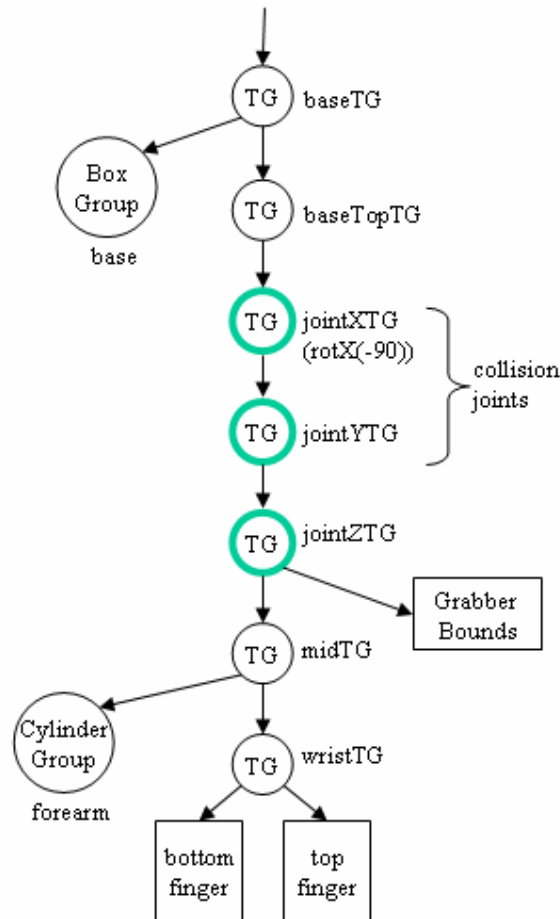 TG
baseTG
Box
Group
base
TG
baseTopTG
TG
jointXTG
(rotX(-90))
collision
joints
TG
jointYTG
TG
jointZTG
Grabber
Bounds
TG
midTG
Cylinder
Group
forearm
TG
wristTG
bottom
finger
top
finger